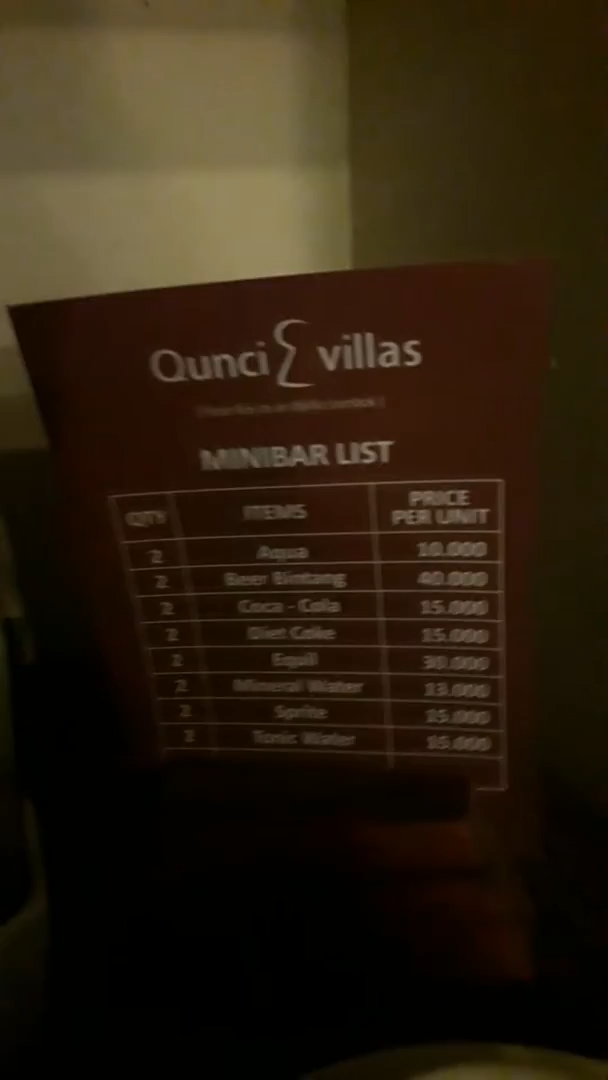 Qunci villas
MINIBAR LIST
QTY ITEMS PRICE PER UNIT
2 Aqua 10.000
2 Beer Bintang 40.000
2 Coca - Cola 15.000
2 Diet Coke 15.000
2 Equil 30.000
2 Mineral Water 13.000
2 Sprite 15.000
2 Tonic Water 15.000